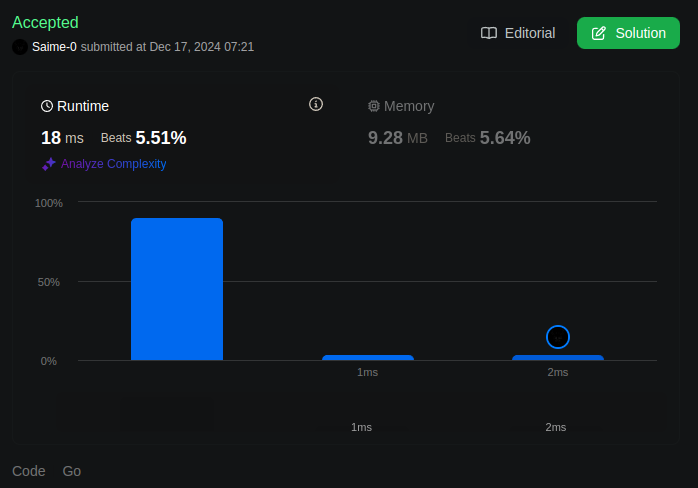 Accepted
Editorial
Solution
Saime-0 submitted at Dec 17, 2024 07:21
Runtime
Memory
18 ms Beats 5.51%
9.28 MB Beats 5.64%
Analyze Complexity
100%
50%
0%
1ms 2ms
1ms 2ms
Code Go